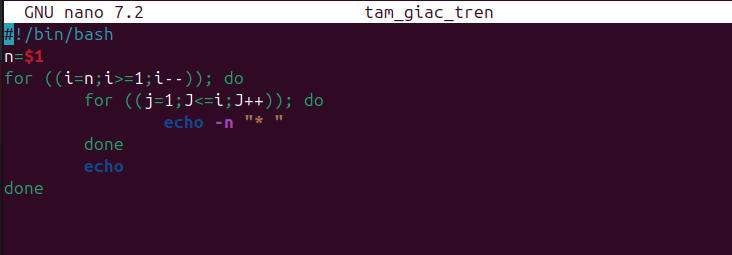 GNU nano 7.2 tam_giac_tren
#!/bin/bash
n=$1
for ((i=n;i>=1;i--)); do
        for ((j=1;J<=i;J++)); do
                echo -n "* "
        done
        echo
done